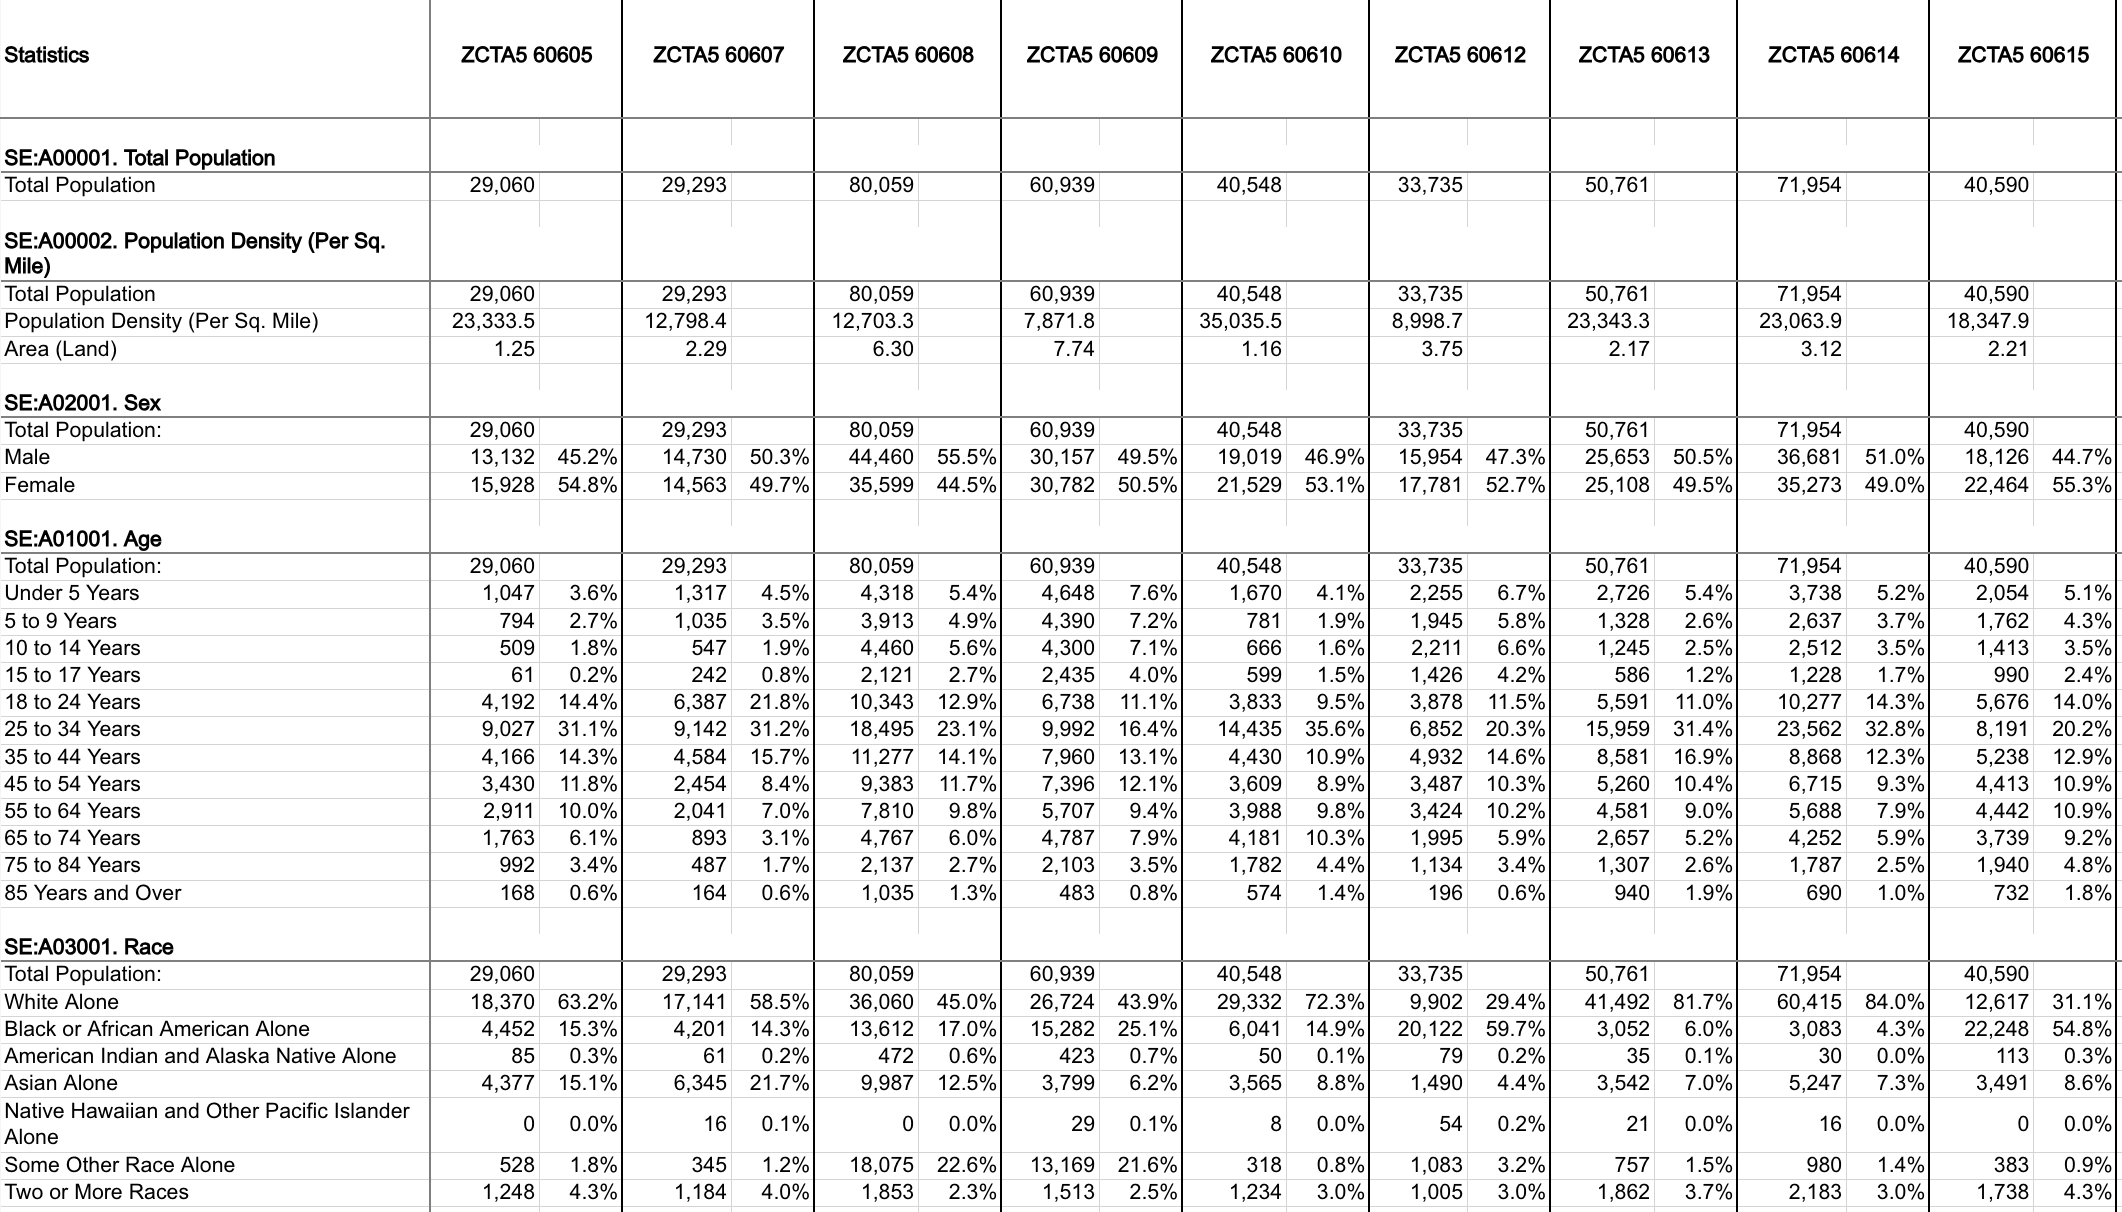 Statistics ZCTA5 60605 ZCTA5 60607 ZCTA5 60608 ZCTA5 60609 ZCTA5 60610 ZCTA5 60612 ZCTA5 60613 ZCTA5 60614 ZCTA5 60615
SE:A00001. Total Population
Total Population 29,060 29,293 80,059 60,939 40,548 33,735 50,761 71,954 40,590
SE:A00002. Population Density (Per Sq.
Mile)
Total Population 29,060 29,293 80,059 60,939 40,548 33,735 50,761 71,954 40,590
Population Density (Per Sq. Mile) 23,333.5 12,798.4 12,703.3 7,871.8 35,035.5 8,998.7 23,343.3 23,063.9 18,347.9
Area (Land) 1.25 2.29 6.30 7.74 1.16 3.75 2.17 3.12 2.21
SE:A02001. Sex
Total Population: 29,060 29,293 80,059 60,939 40,548 33,735 50,761 71,954 40,590
Male 13,132 45.2% 14,730 50.3% 44,460 55.5% 30,157 49.5% 19,019 46.9% 15,954 47.3% 25,653 50.5% 36,681 51.0% 18,126 44.7%
Female 15,928 54.8% 14,563 49.7% 35,599 44.5% 30,782 50.5% 21,529 53.1% 17,781 52.7% 25,108 49.5% 35,273 49.0% 22,464 55.3%
SE:A01001. Age
Total Population: 29,060 29,293 80,059 60,939 40,548 33,735 50,761 71,954 40,590
Under 5 Years 1,047 3.6% 1,317 4.5% 4,318 5.4% 4,648 7.6% 1,670 4.1% 2,255 6.7% 2,726 5.4% 3,738 5.2% 2,054 5.1%
5 to 9 Years 794 2.7% 1,035 3.5% 3,913 4.9% 4,390 7.2% 781 1.9% 1,945 5.8% 1,328 2.6% 2,637 3.7% 1,762 4.3%
10 to 14 Years 509 1.8% 547 1.9% 4,460 5.6% 4,300 7.1% 666 1.6% 2,211 6.6% 1,245 2.5% 2,512 3.5% 1,413 3.5%
15 to 17 Years 61 0.2% 242 0.8% 2,121 2.7% 2,435 4.0% 599 1.5% 1,426 4.2% 586 1.2% 1,228 1.7% 990 2.4%
18 to 24 Years 4,192 14.4% 6,387 21.8% 10,343 12.9% 6,738 11.1% 3,833 9.5% 3,878 11.5% 5,591 11.0% 10,277 14.3% 5,676 14.0%
25 to 34 Years 9,027 31.1% 9,142 31.2% 18,495 23.1% 9,992 16.4% 14,435 35.6% 6,852 20.3% 15,959 31.4% 23,562 32.8% 8,191 20.2%
35 to 44 Years 4,166 14.3% 4,584 15.7% 11,277 14.1% 7,960 13.1% 4,430 10.9% 4,932 14.6% 8,581 16.9% 8,868 12.3% 5,238 12.9%
45 to 54 Years 3,430 11.8% 2,454 8.4% 9,383 11.7% 7,396 12.1% 3,609 8.9% 3,487 10.3% 5,260 10.4% 6,715 9.3% 4,413 10.9%
55 to 64 Years 2,911 10.0% 2,041 7.0% 7,810 9.8% 5,707 9.4% 3,988 9.8% 3,424 10.2% 4,581 9.0% 5,688 7.9% 4,442 10.9%
65 to 74 Years 1,763 6.1% 893 3.1% 4,767 6.0% 4,787 7.9% 4,181 10.3% 1,995 5.9% 2,657 5.2% 4,252 5.9% 3,739 9.2%
75 to 84 Years 992 3.4% 487 1.7% 2,137 2.7% 2,103 3.5% 1,782 4.4% 1,134 3.4% 1,307 2.6% 1,787 2.5% 1,940 4.8%
85 Years and Over 168 0.6% 164 0.6% 1,035 1.3% 483 0.8% 574 1.4% 196 0.6% 940 1.9% 690 1.0% 732 1.8%
SE:A03001. Race
Total Population: 29,060 29,293 80,059 60,939 40,548 33,735 50,761 71,954 40,590
White Alone 18,370 63.2% 17,141 58.5% 36,060 45.0% 26,724 43.9% 29,332 72.3% 9,902 29.4% 41,492 81.7% 60,415 84.0% 12,617 31.1%
Black or African American Alone 4,452 15.3% 4,201 14.3% 13,612 17.0% 15,282 25.1% 6,041 14.9% 20,122 59.7% 3,052 6.0% 3,083 4.3% 22,248 54.8%
American Indian and Alaska Native Alone 85 0.3% 61 0.2% 472 0.6% 423 0.7% 50 0.1% 79 0.2% 35 0.1% 30 0.0% 113 0.3%
Asian Alone 4,377 15.1% 6,345 21.7% 9,987 12.5% 3,799 6.2% 3,565 8.8% 1,490 4.4% 3,542 7.0% 5,247 7.3% 3,491 8.6%
Native Hawaiian and Other Pacific Islander
Alone 0 0.0% 16 0.1% 0 0.0% 29 0.1% 8 0.0% 54 0.2% 21 0.0% 16 0.0% 0 0.0%
Some Other Race Alone 528 1.8% 345 1.2% 18,075 22.6% 13,169 21.6% 318 0.8% 1,083 3.2% 757 1.5% 980 1.4% 383 0.9%
Two or More Races 1,248 4.3% 1,184 4.0% 1,853 2.3% 1,513 2.5% 1,234 3.0% 1,005 3.0% 1,862 3.7% 2,183 3.0% 1,738 4.3%